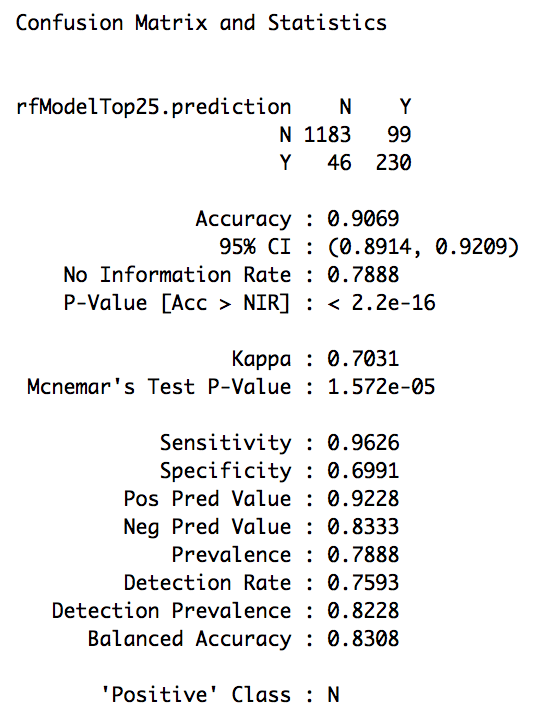 Confusion Matrix and Statistics
rfModelTop25.prediction N Y
N 1183 99
Y 46 230
Accuracy : 0.9069
95% CI : (0.8914, 0.9209)
No Information Rate : 0.7888
P-Value [Acc > NIR] : < 2.2e-16
Kappa : 0.7031
Mcnemar's Test P-Value : 1.572e-05
Sensitivity : 0.9626
Specificity : 0.6991
Pos Pred Value : 0.9228
Neg Pred Value : 0.8333
Prevalence : 0.7888
Detection Rate : 0.7593
Detection Prevalence : 0.8228
Balanced Accuracy : 0.8308
'Positive' Class : N